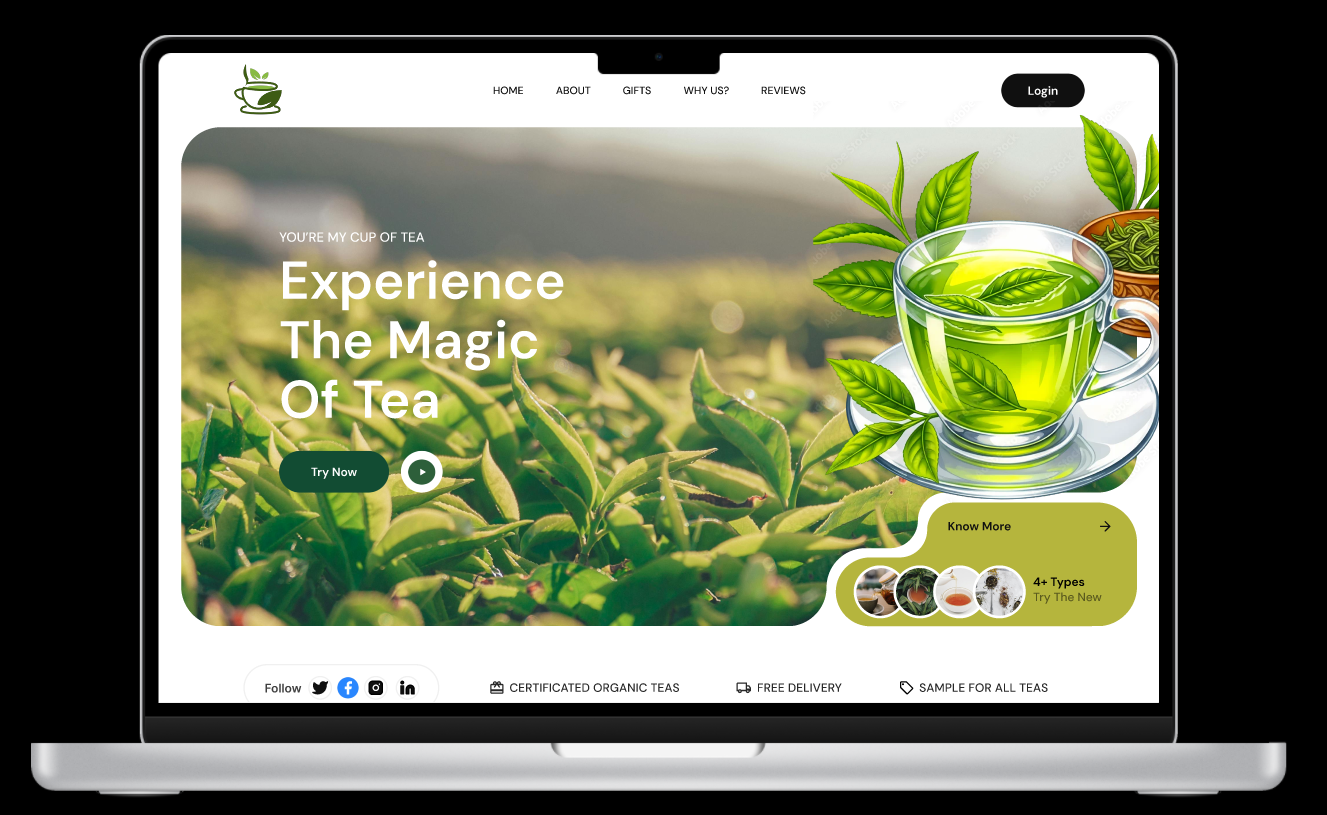 HOME ABOUT GIFTS WHY US? REVIEWS Login
YOU'RE MY CUP OF TEA
Experience
The Magic
Of Tea
Try Now
Know More
4+ Types
Try The New
Follow CERTIFICATED ORGANIC TEAS FREE DELIVERY SAMPLE FOR ALL TEAS